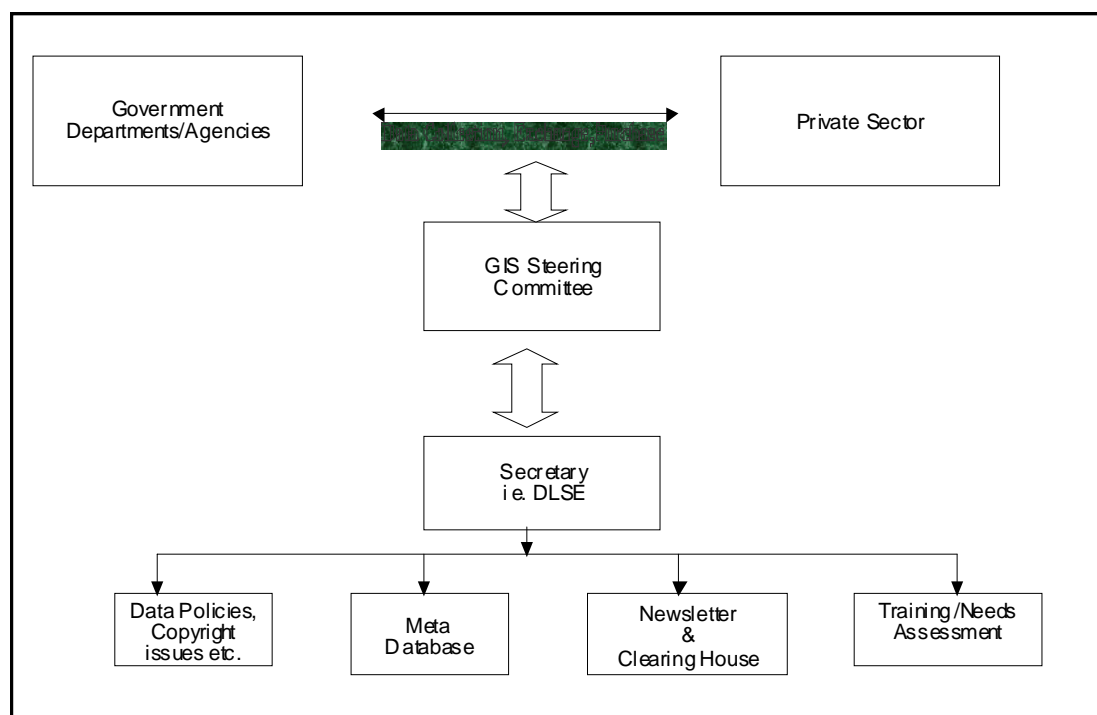 Government
Departments/Agencies
Private Sector
GIS Steering
Committee
Secretary
ie. DLSE
Data Policies,
Copyright
issues etc.
Meta
Database
Newsletter
&
Clearing House
Training/Needs
Assessment